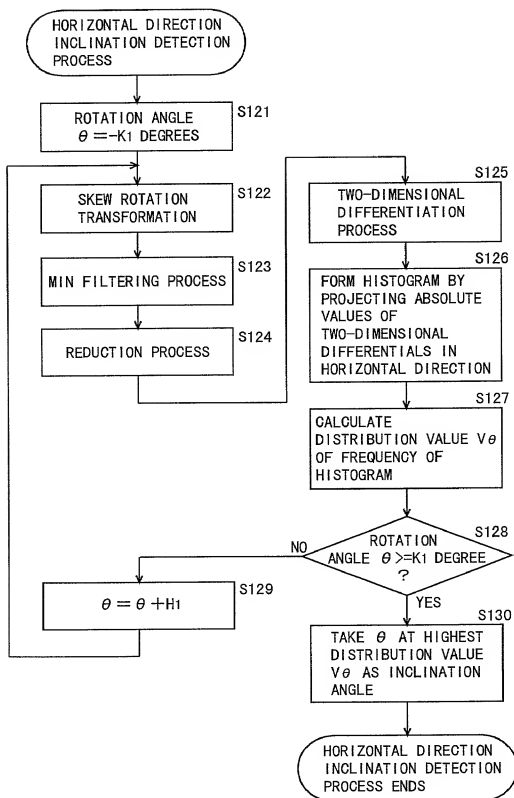 HORIZONTAL DIRECTION
INCLINATION DETECTION
PROCESS
S121
ROTATION ANGLE
θ =-K1 DEGREES
S122
SKEW ROTATION
TRANSFORMATION
S123
MIN FILTERING PROCESS
S124
REDUCTION PROCESS
S125
TWO-DIMENSIONAL
DIFFERENTIATION
PROCESS
S126
FORM HISTOGRAM BY
PROJECTING ABSOLUTE
VALUES OF
TWO-DIMENSIONAL
DIFFERENTIALS IN
HORIZONTAL DIRECTION
S127
CALCULATE
DISTRIBUTION VALUE Vθ
OF FREQUENCY OF
HISTOGRAM
S128
ROTATION
ANGLE θ >=K1 DEGREE
?
NO
YES
S129
θ = θ +H1
S130
TAKE θ AT HIGHEST
DISTRIBUTION VALUE
Vθ AS INCLINATION
ANGLE
HORIZONTAL DIRECTION
INCLINATION DETECTION
PROCESS ENDS